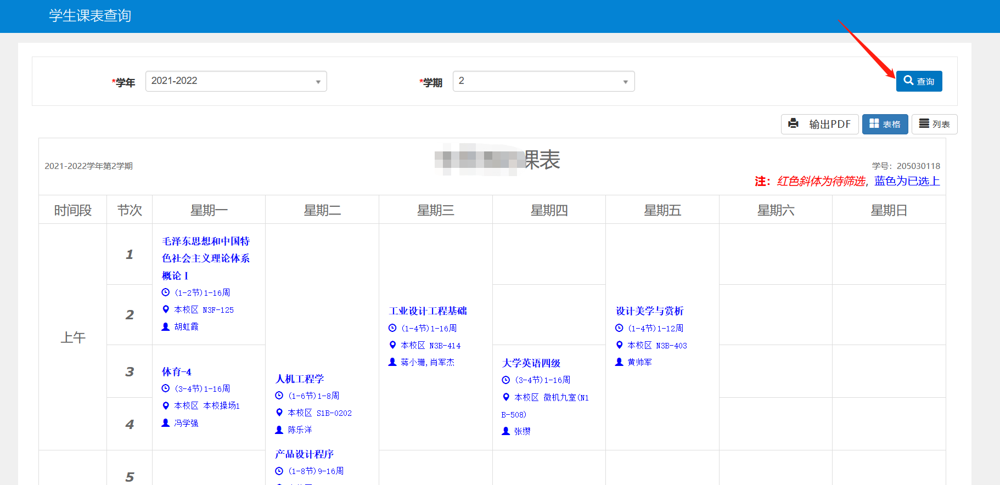 学生课表查询
*学年 2021-2022 *学期 2 查询
输出PDF 表格 列表
课表
2021-2022学年第2学期 学号：205030118
注：红色斜体为待筛选，蓝色为已选上
时间段 节次 星期一 星期二 星期三 星期四 星期五 星期六 星期日
上午
1
2
3
4
5
毛泽东思想和中国特
色社会主义理论体系
概论Ⅰ
(1-2节)1-16周
本校区 N3F-125
胡虹霞
体育-4
(3-4节)1-16周
本校区 本校操场1
冯学强
人机工程学
(1-6节)1-8周
本校区 S1B-0202
陈乐洋
产品设计程序
(1-8节)9-16周
工业设计工程基础
(1-4节)1-16周
本校区 N3B-414
蒋小珊,肖军杰
大学英语四级
(3-4节)1-16周
本校区 微机九室(N1
B-508)
张缵
设计美学与赏析
(1-4节)1-12周
本校区 N3B-403
黄帅军